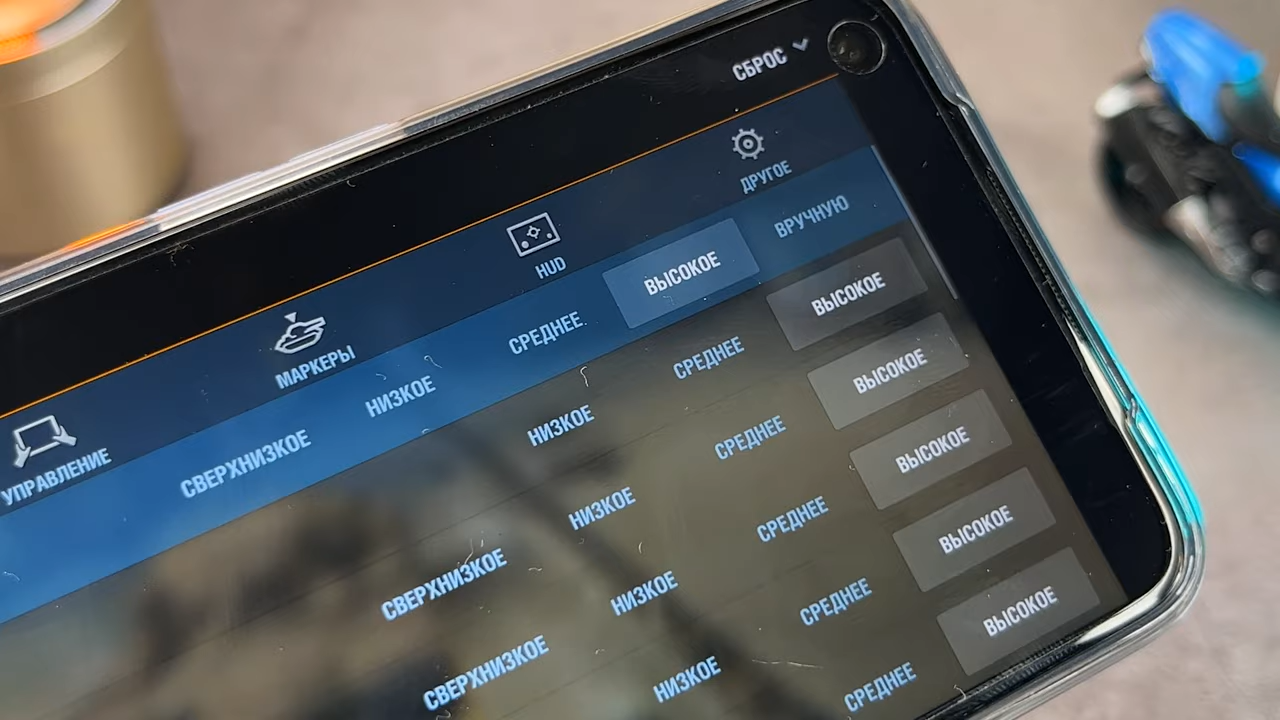 СБРОС
УПРАВЛЕНИЕ МАРКЕРЫ HUD ДРУГОЕ
СВЕРХНИЗКОЕ НИЗКОЕ СРЕДНЕЕ ВЫСОКОЕ ВРУЧНУЮ
НИЗКОЕ СРЕДНЕЕ ВЫСОКОЕ
НИЗКОЕ СРЕДНЕЕ ВЫСОКОЕ
СВЕРХНИЗКОЕ НИЗКОЕ СРЕДНЕЕ ВЫСОКОЕ
СВЕРХНИЗКОЕ НИЗКОЕ СРЕДНЕЕ ВЫСОКОЕ
СРЕДНЕЕ ВЫСОКОЕ